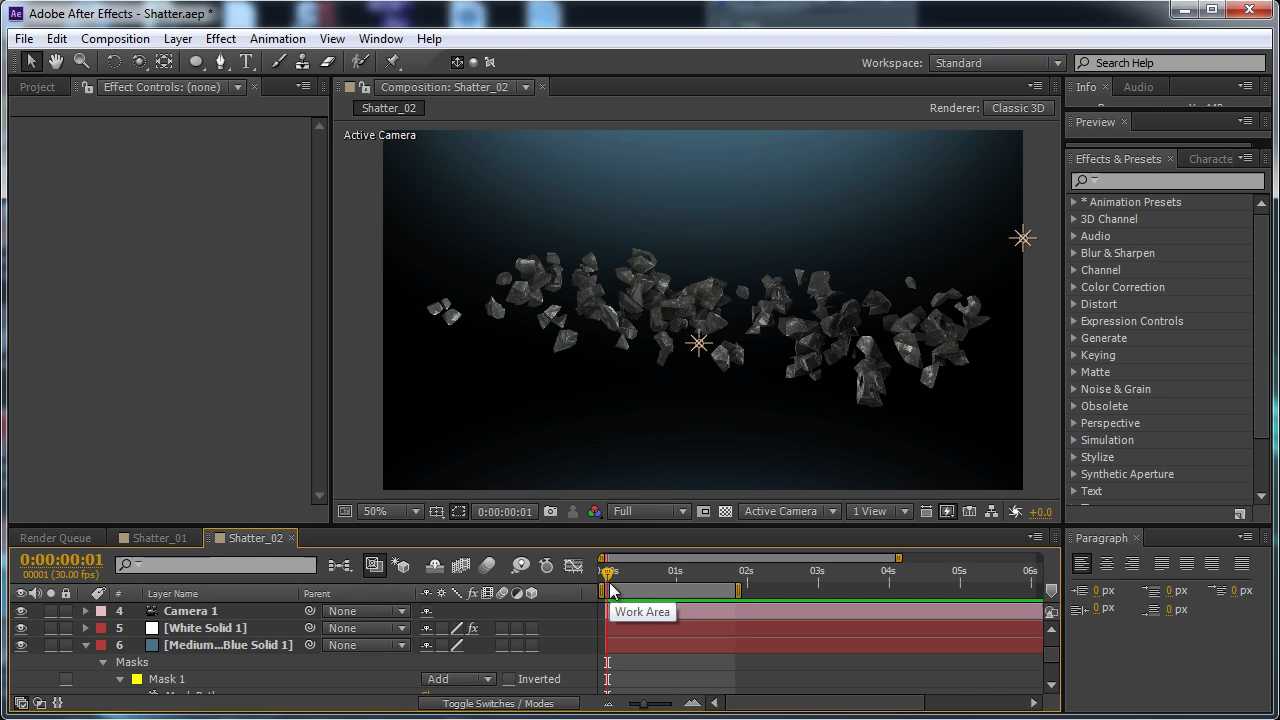 Ae Adobe After Effects - Shatter.aep *
File Edit Composition Layer Effect Animation View Window Help
Workspace: Standard Search Help
Project Effect Controls: (none) Composition: Shatter_02 Info Audio
Shatter_02 Renderer: Classic 3D
Preview
Active Camera
Effects & Presets Characte
* Animation Presets
3D Channel
Audio
Blur & Sharpen
Channel
Color Correction
Distort
Expression Controls
Generate
Keying
Matte
Noise & Grain
Obsolete
Perspective
Simulation
Stylize
Synthetic Aperture
Text
50% 0:00:00:01 Full Active Camera 1 View +0.0
Render Queue Shatter_01 Shatter_02 Paragraph
0:00:00:01
00001 (30.00 fps)
01s 02s 03s 04s 05s 06s
# Layer Name Parent
0 px 0 px 0 px
0 px 0 px
4 Camera 1 None
5 [White Solid 1] None
6 [Medium...Blue Solid 1] None
Masks
Mask 1 Add Inverted
Work Area
Toggle Switches / Modes